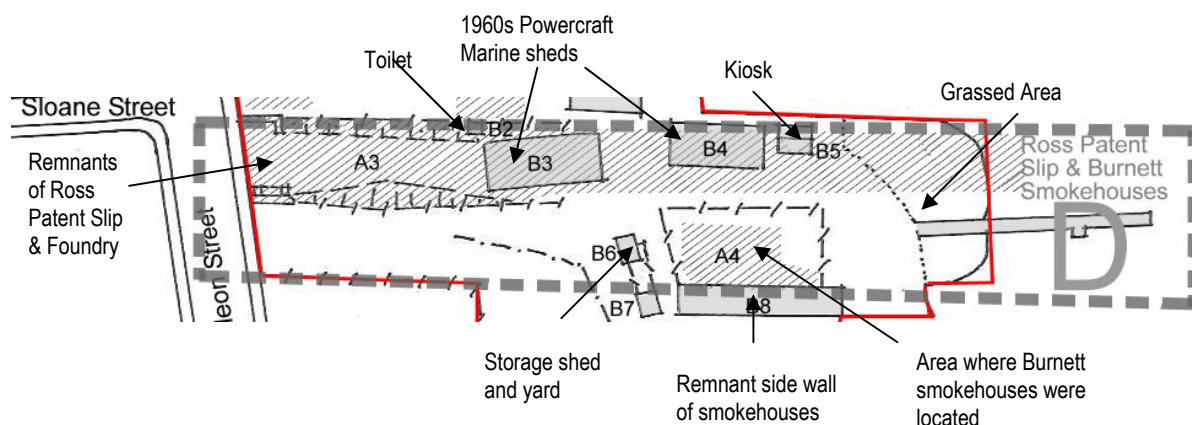 1960s Powercraft
Marine sheds
Toilet
Kiosk
Grassed Area
Sloane Street
Remnants
of Ross
Patent Slip
& Foundry
A3
B2
B3
B4
B5
Ross Patent
Slip & Burnett
Smokehouses
D
deon Street
B6
A4
B7
B8
Storage shed
and yard
Remnant side wall
of smokehouses
Area where Burnett
smokehouses were
located